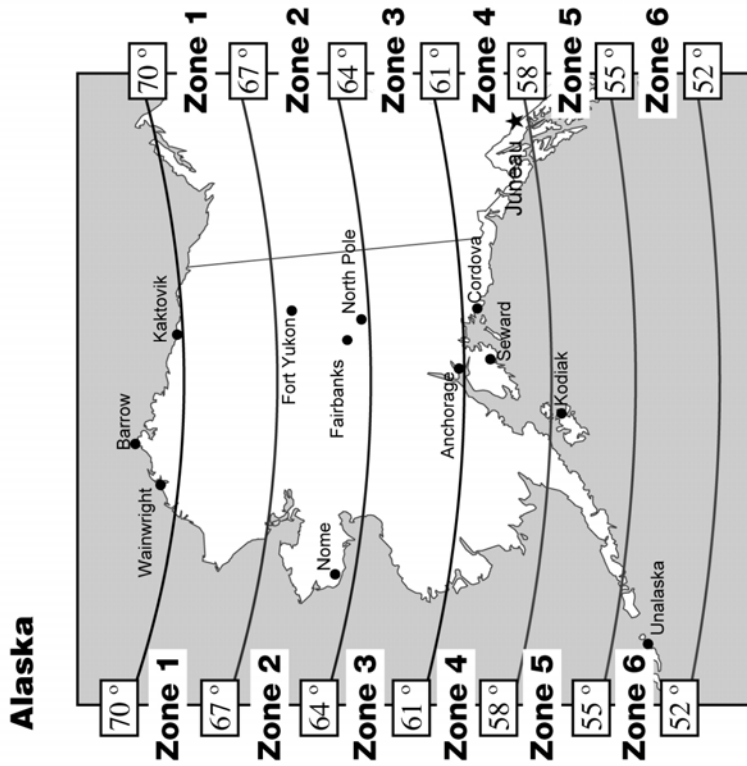 Alaska
70 °
Zone 1
67 °
Zone 2
64 °
Zone 3
61 °
Zone 4
58 °
Zone 5
55 °
Zone 6
52 °
70 °
Zone 1
67 °
Zone 2
64 °
Zone 3
61 °
Zone 4
58 °
Zone 5
55 °
Zone 6
52 °
Barrow
Wainwright
Kaktovik
Fort Yukon
Fairbanks
North Pole
Nome
Anchorage
Cordova
Seward
Juneau
Kodiak
Unalaska